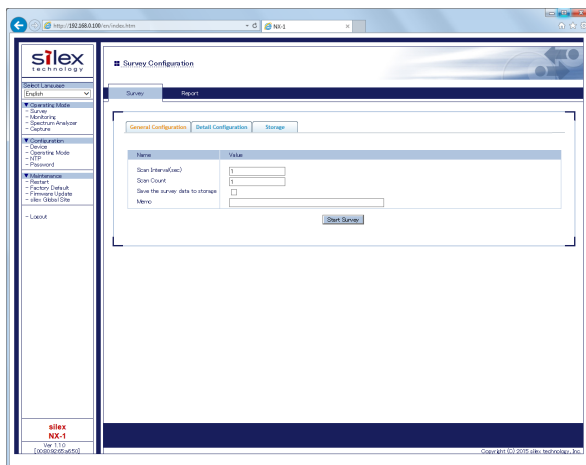 http://192.168.0.100/en/index.htm
NX-1
silex
technology
Survey Configuration
Select Language
English
Survey Report
▼ Operating Mode
- Survey
- Monitoring
- Spectrum Analyzer
- Capture
▼ Configuration
- Device
- Operating Mode
- NTP
- Password
▼ Maintenance
- Restart
- Factory Default
- Firmware Update
- silex Global Site
- Logout
General Configuration Detail Configuration Storage
Name Value
Scan Interval(sec) 1
Scan Count 1
Save the survey data to storage
Memo
Start Survey
silex
NX-1
Ver 1.1.0
Copyright (C) 2015 silex technology, Inc.